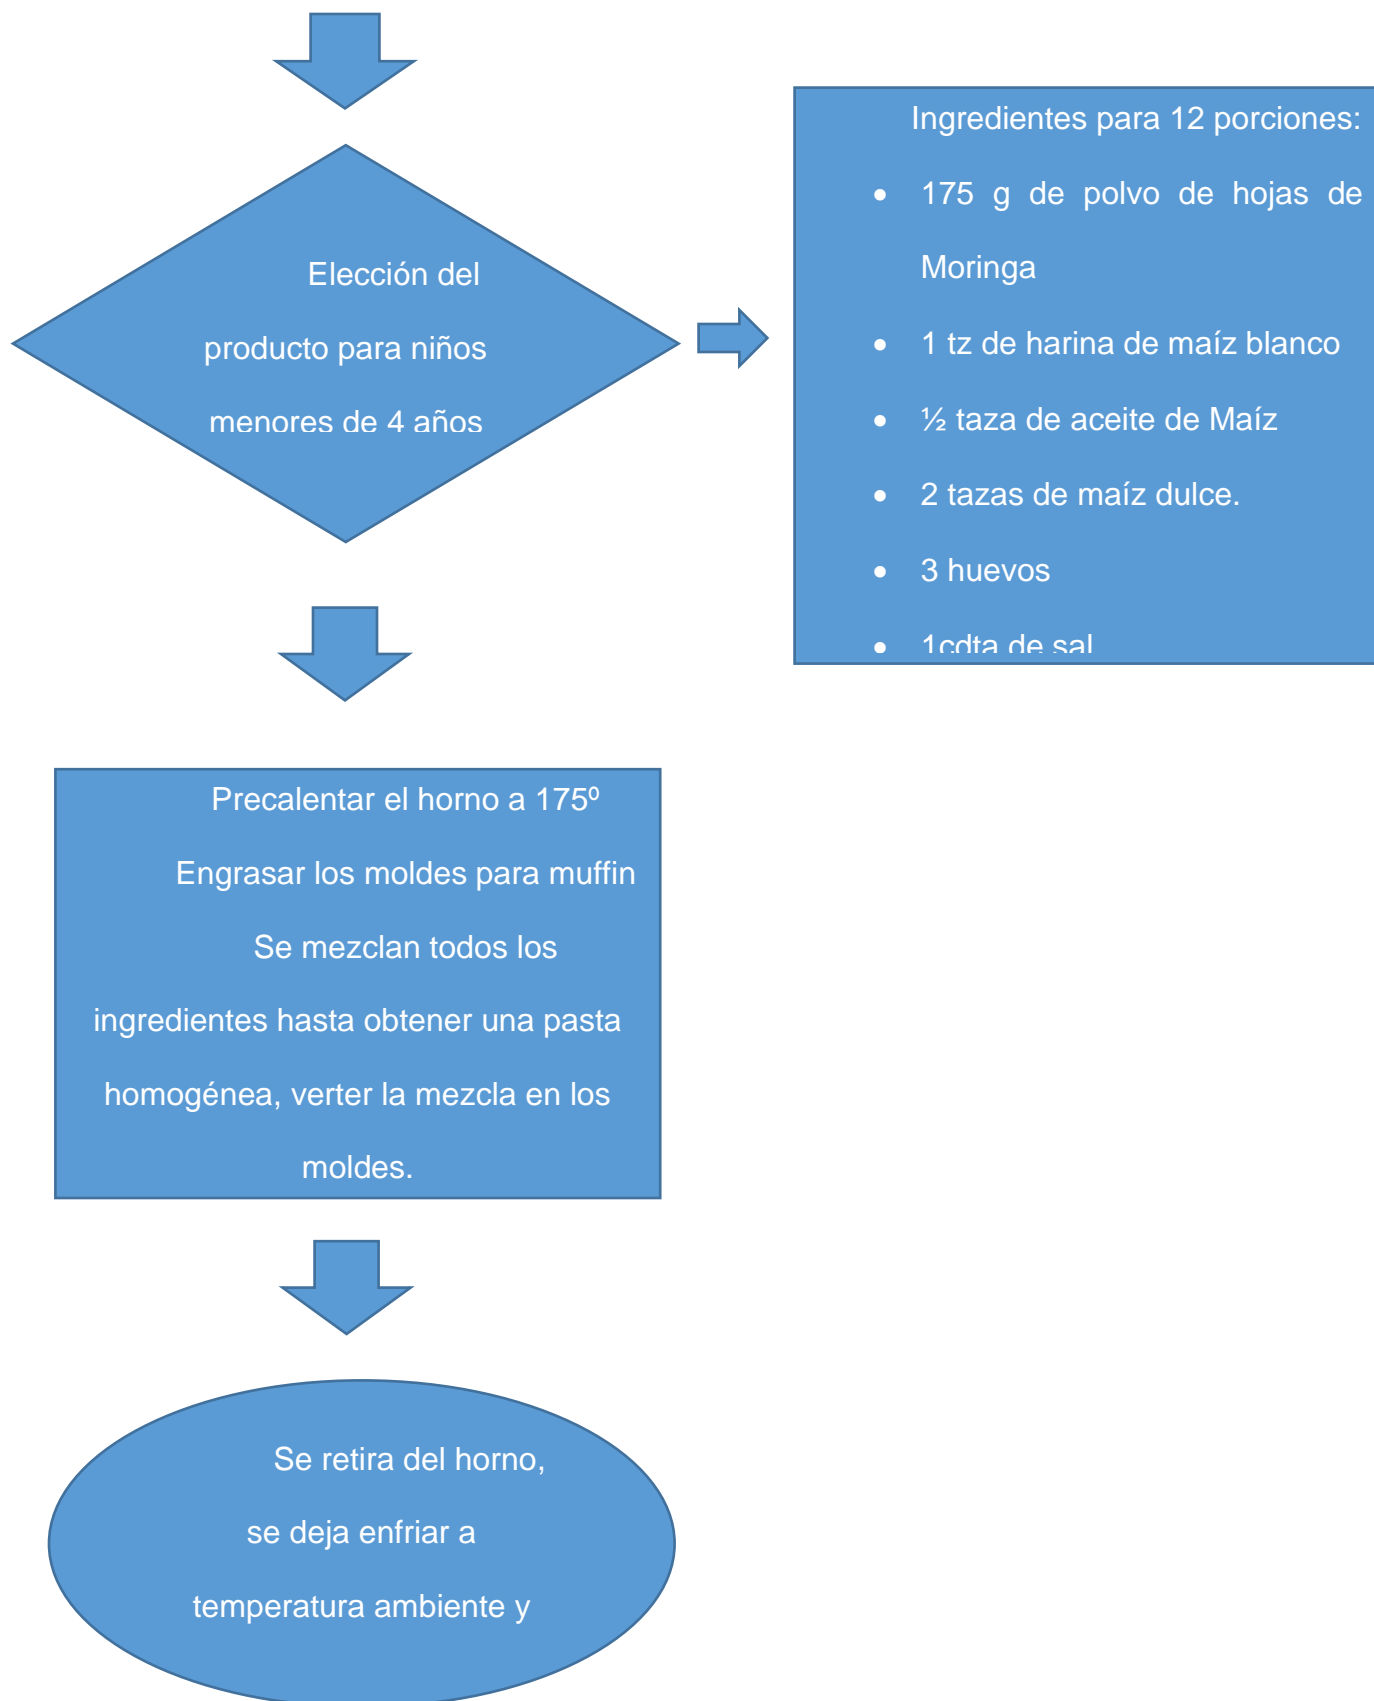 Elección del
producto para niños
menores de 4 años
Ingredientes para 12 porciones:
• 175 g de polvo de hojas de
Moringa
• 1 tz de harina de maíz blanco
• ½ taza de aceite de Maíz
• 2 tazas de maíz dulce.
• 3 huevos
• 1cdta de sal
Precalentar el horno a 175º
Engrasar los moldes para muffin
Se mezclan todos los
ingredientes hasta obtener una pasta
homogénea, verter la mezcla en los
moldes.
Se retira del horno,
se deja enfriar a
temperatura ambiente y